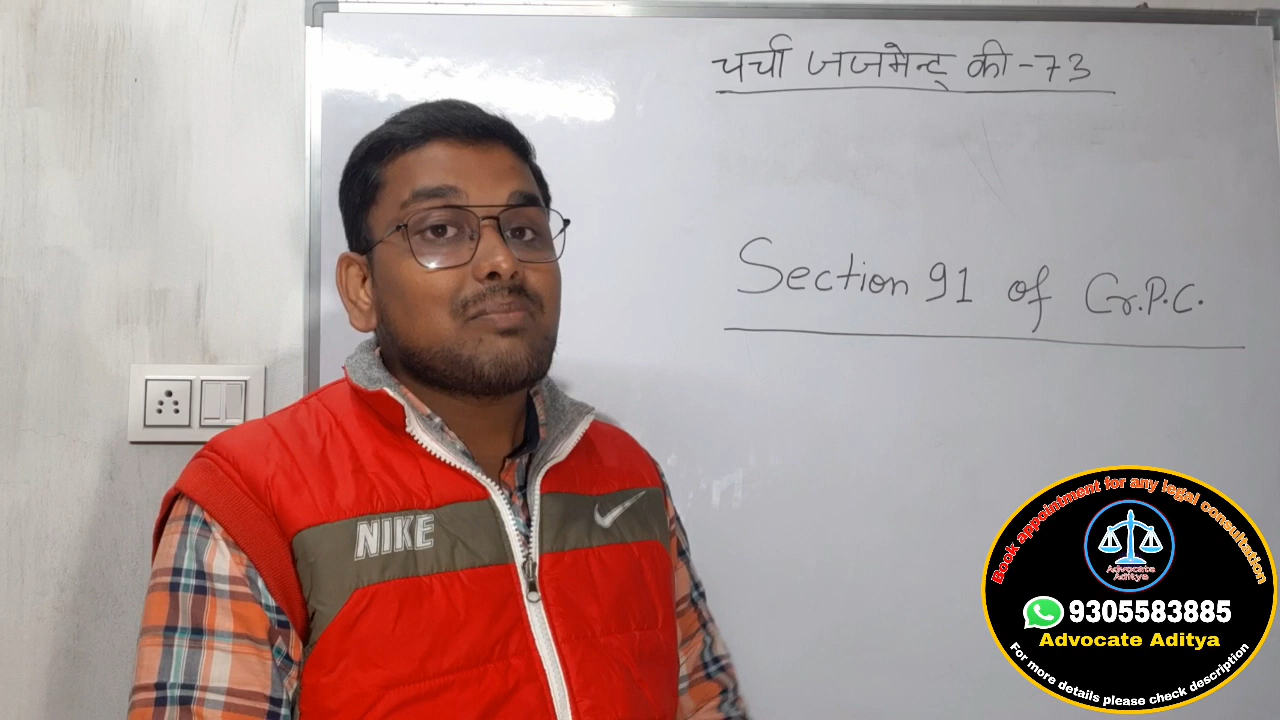 चर्चा जजमेन्ट् की -73
Section 91 of Cr.P.C.
NIKE
Book appointment for any legal consultation
Advocate
Aditya
9305583885
Advocate Aditya
For more details please check description